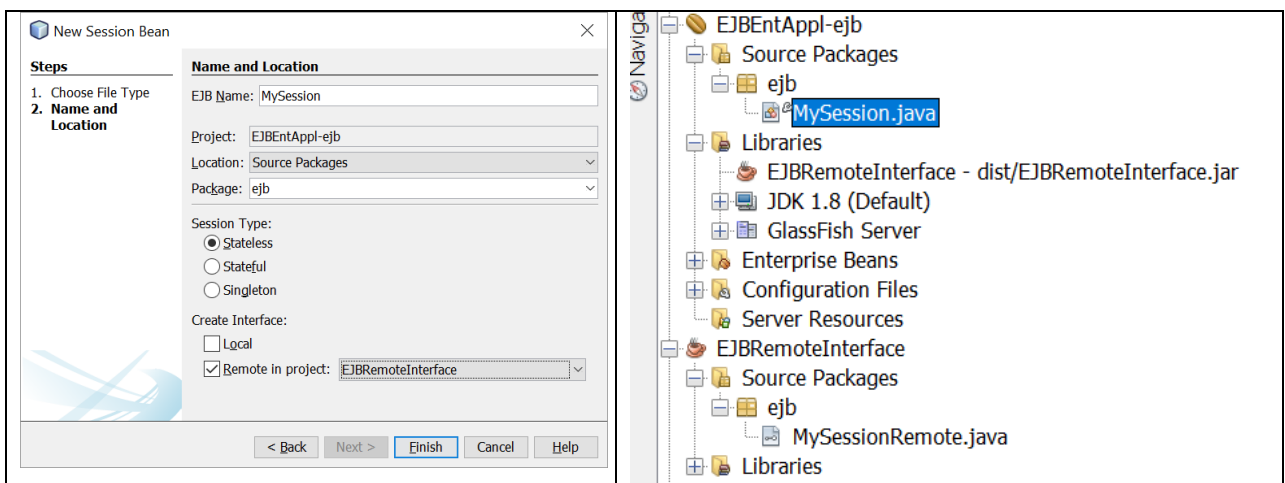 New Session Bean
Steps
1. Choose File Type
2. Name and
Location
Name and Location
EJB Name: MySession
Project: EJBEntAppl-ejb
Location: Source Packages
Package: ejb
Session Type:
Stateless
Stateful
Singleton
Create Interface:
Local
Remote in project: EJBRemoteInterface
< Back Next > Finish Cancel Help
Naviga
EJBEntAppl-ejb
Source Packages
ejb
MySession.java
Libraries
EJBRemoteInterface - dist/EJBRemoteInterface.jar
JDK 1.8 (Default)
GlassFish Server
Enterprise Beans
Configuration Files
Server Resources
EJBRemoteInterface
Source Packages
ejb
MySessionRemote.java
Libraries